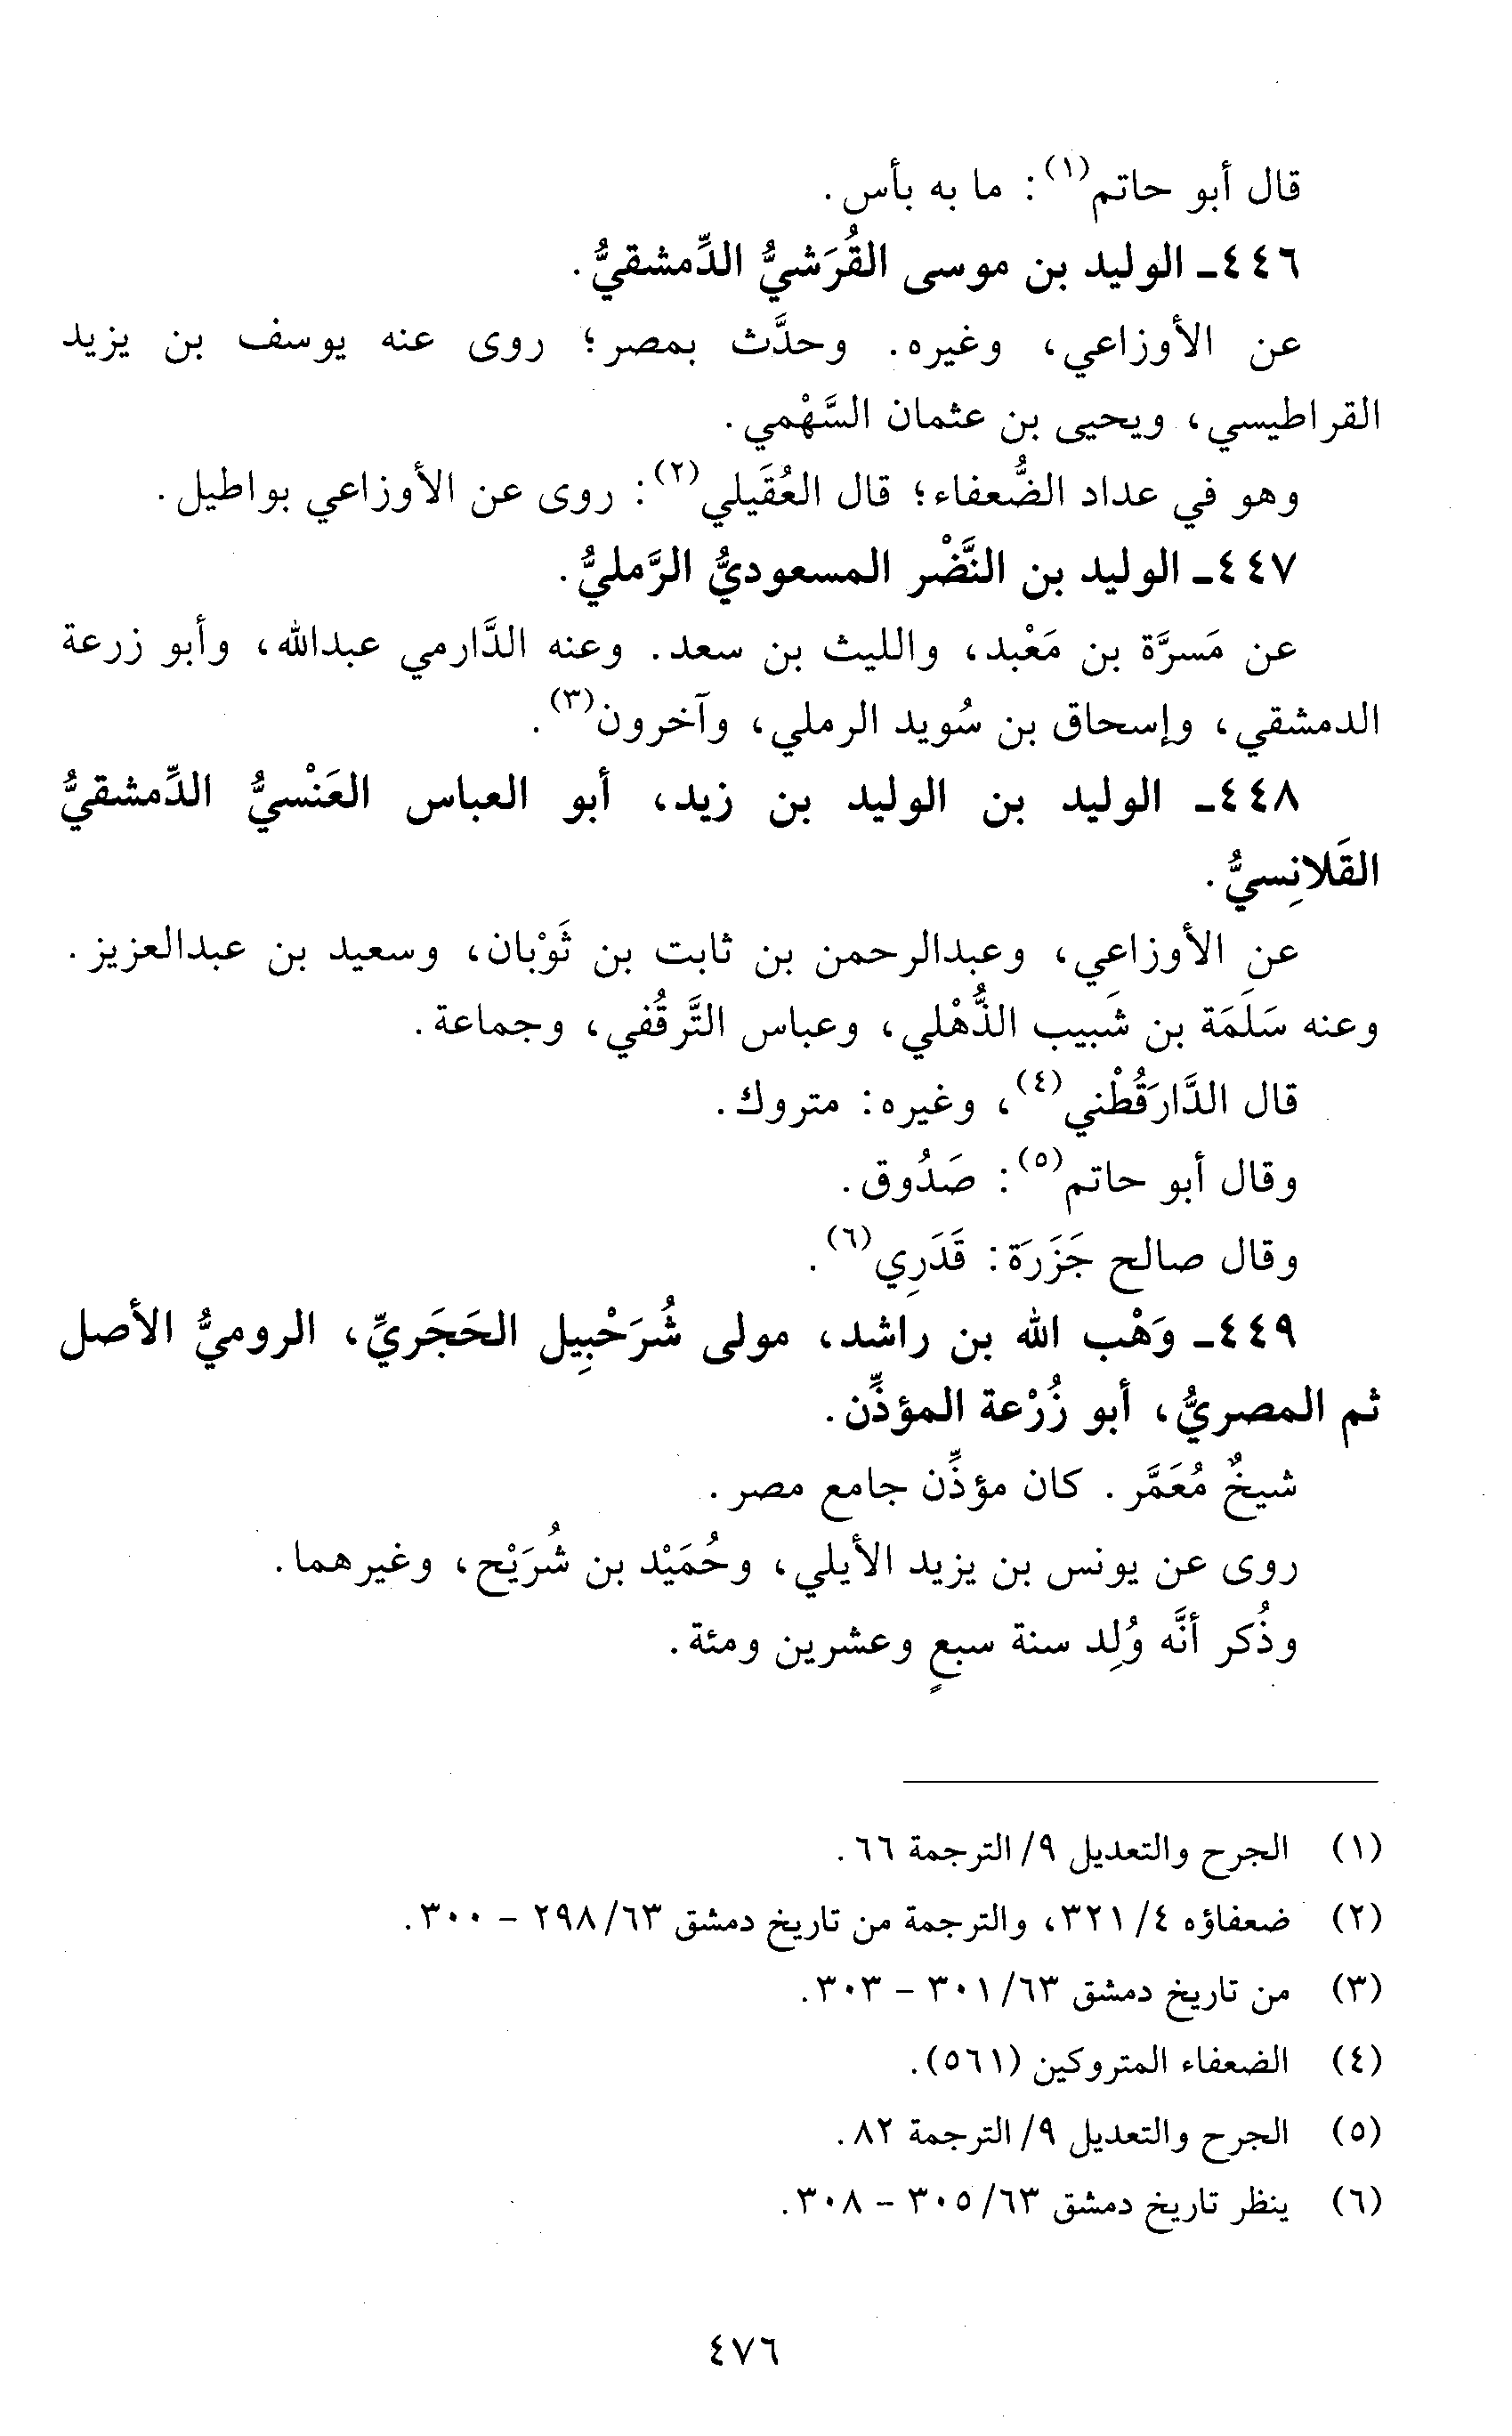 قال أبو حاتم(١): ما به بأس.
٤٤٦- الوليد بن موسى القُرَشيُّ الدِّمشقيُّ.
عن الأوزاعي، وغيره. وحدَّث بمصر؛ روى عنه يوسف بن يزيد
القراطيسي، ويحيى بن عثمان السَّهْمي.
وهو في عداد الضُّعفاء؛ قال العُقَيلي(٢): روى عن الأوزاعي بواطيل.
٤٤٧- الوليد بن النَّضْر المسعوديُّ الرَّمليُّ.
عن مَسرَّة بن مَعْبد، والليث بن سعد. وعنه الدَّارمي عبدالله، وأبو زرعة
الدمشقي، وإسحاق بن سُويد الرملي، وآخرون(٣).
٤٤٨- الوليد بن الوليد بن زيد، أبو العباس العَنْسيُّ الدِّمشقيُّ
القَلانِسيُّ.
عن الأوزاعي، وعبدالرحمن بن ثابت بن ثَوْبان، وسعيد بن عبدالعزيز.
وعنه سَلَمَة بن شَبيب الذُّهْلي، وعباس التَّرقُفي، وجماعة.
قال الدَّارَقُطْني(٤)، وغيره: متروك.
وقال أبو حاتم(٥): صَدُوق.
وقال صالح جَزَرَة: قَدَرِي(٦).
٤٤٩- وَهْب الله بن راشد، مولى شُرَحْبِيل الحَجَريِّ، الروميُّ الأصل
ثم المصريُّ، أبو زُرْعة المؤذِّن.
شيخٌ مُعَمَّر. كان مؤذِّن جامع مصر.
روى عن يونس بن يزيد الأيلي، وحُمَيْد بن شُرَيْح، وغيرهما.
وذُكر أنَّه وُلِد سنة سبعٍ وعشرين ومئة.
(١) الجرح والتعديل ٩/ الترجمة ٦٦.
(٢) ضعفاؤه ٤/ ٣٢١، والترجمة من تاريخ دمشق ٦٣/ ٢٩٨ - ٣٠٠.
(٣) من تاريخ دمشق ٦٣/ ٣٠١ - ٣٠٣.
(٤) الضعفاء المتروكين (٥٦١).
(٥) الجرح والتعديل ٩/ الترجمة ٨٢.
(٦) ينظر تاريخ دمشق ٦٣/ ٣٠٥ - ٣٠٨.
٤٧٦